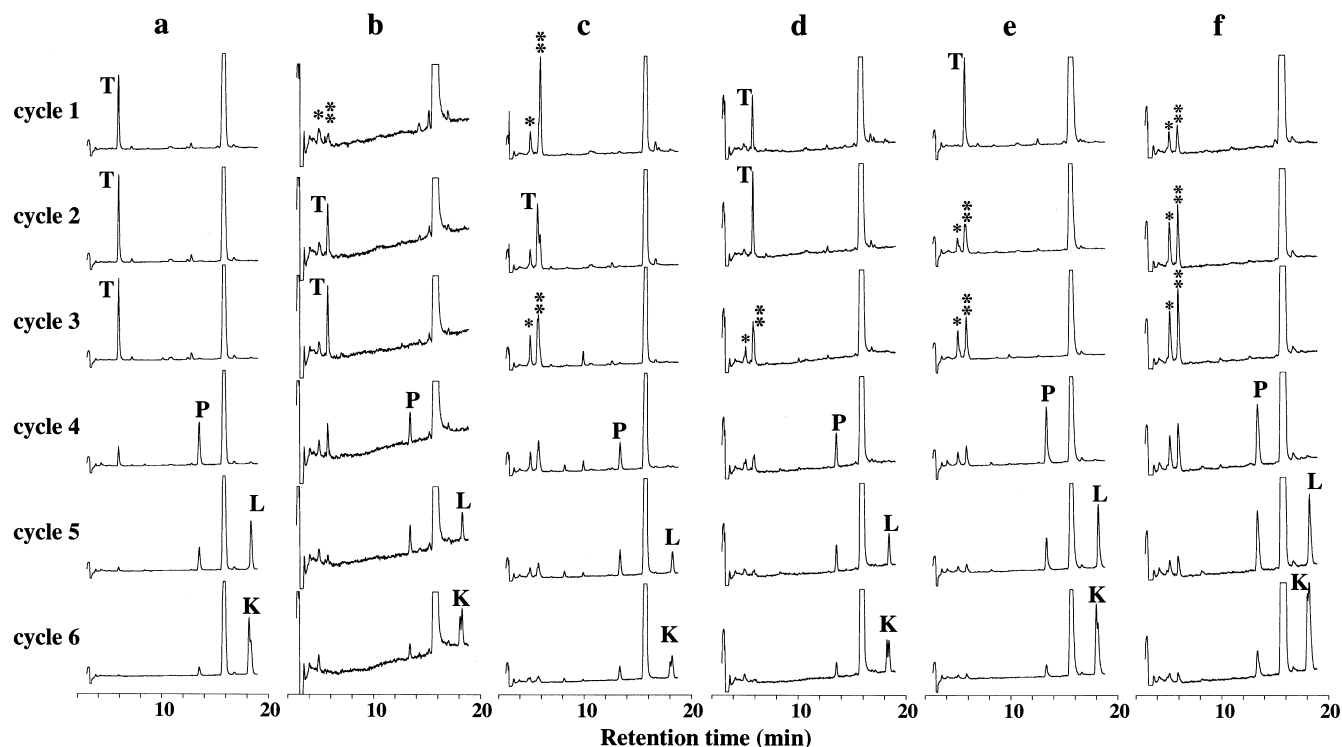 a b c d e f
cycle 1 T * ** * ** T T * **
cycle 2 T T T T * ** * **
cycle 3 T T * ** * ** * ** * **
cycle 4 P P P P P P
cycle 5 L L L L L L
cycle 6 K K K K K K
10 20 10 20 10 20 10 20 10 20 10 20
Retention time (min)